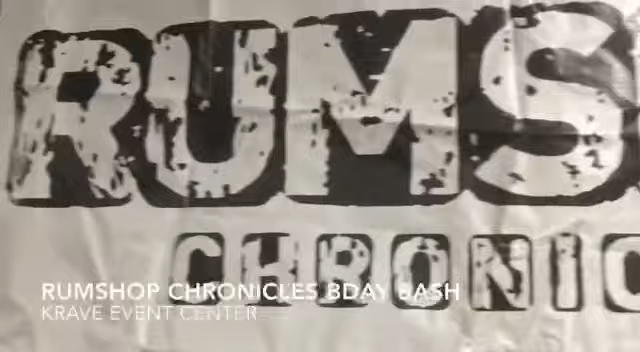 RUMS
CHRONIC
RUMSHOP CHRONICLES BDAY BASH
KRAVE EVENT CENTER